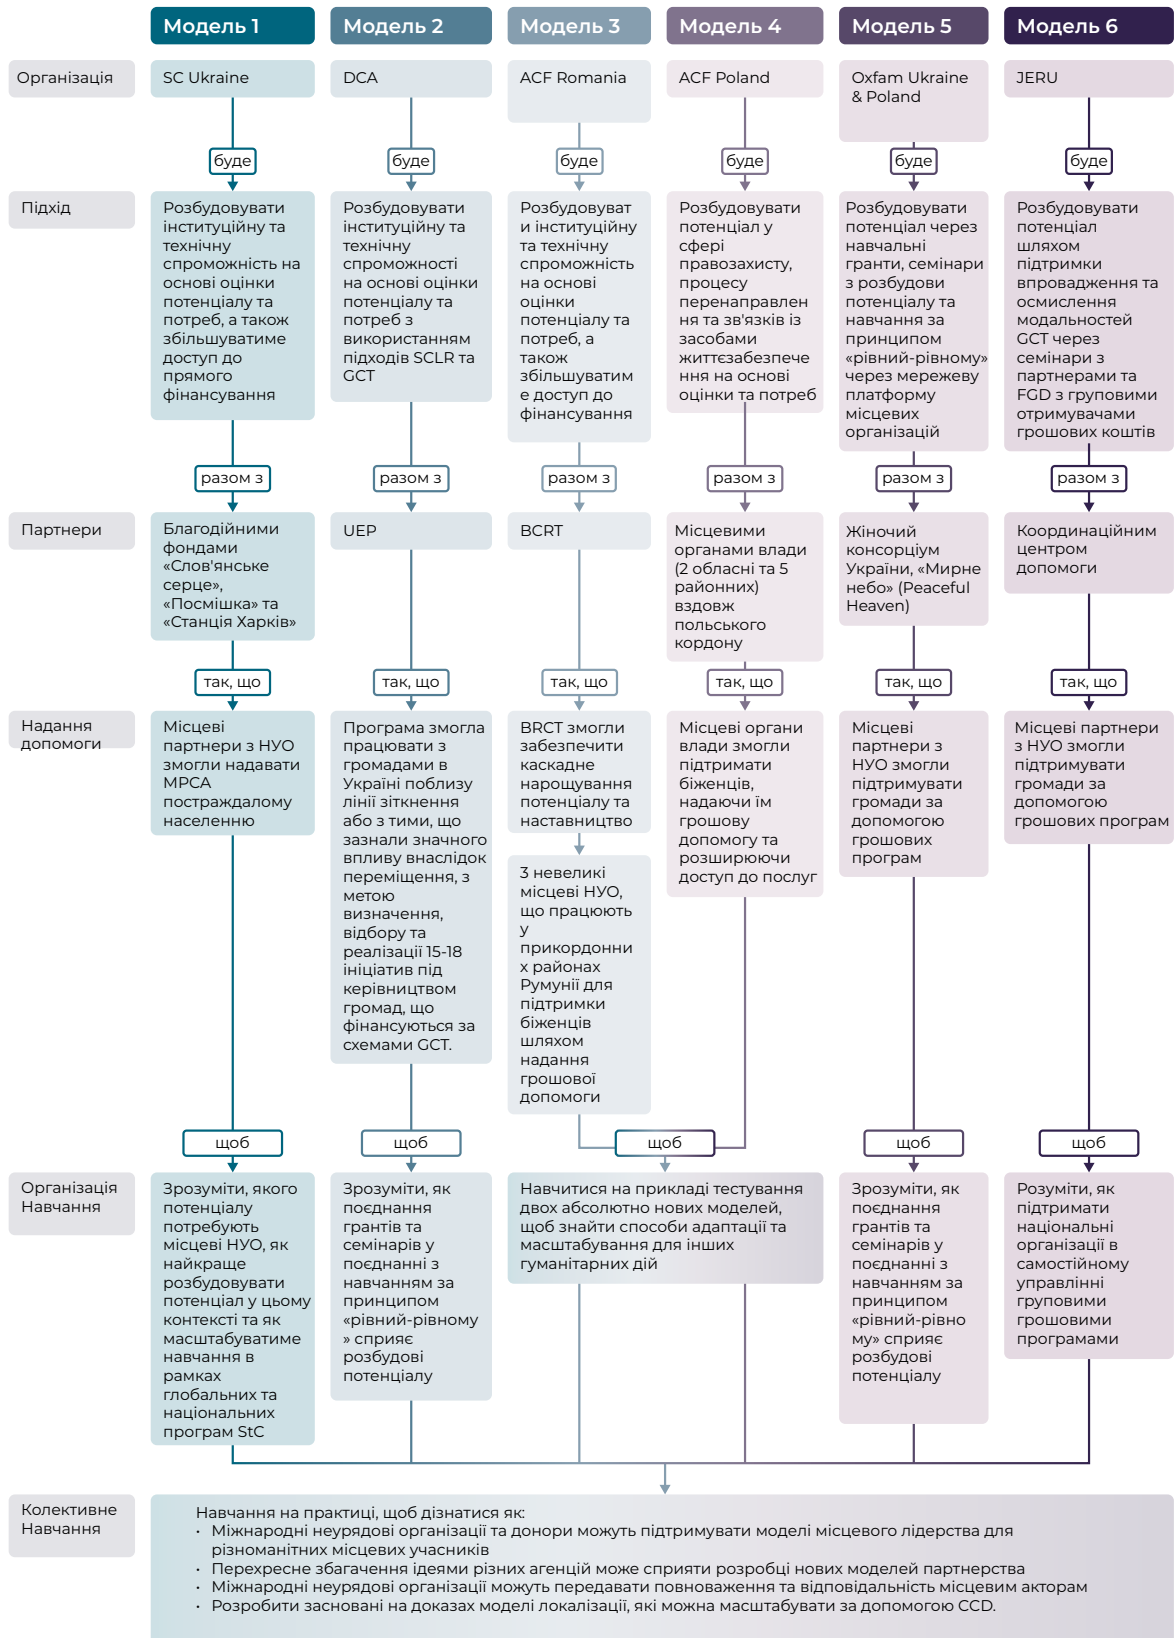 Модель 1
Модель 2
Модель 3
Модель 4
Модель 5
Модель 6
Організація
SC Ukraine
DCA
ACF Romania
ACF Poland
Oxfam Ukraine
& Poland
JERU
буде
буде
буде
буде
буде
буде
Підхід
Розбудовувати
інституційну та
технічну
спроможність на
основі оцінки
потенціалу та
потреб, а також
збільшуватиме
доступ до
прямого
фінансування
Розбудовувати
інституційну та
технічну
спроможності
на основі оцінки
потенціалу та
потреб з
використанням
підходів SCLR та
GCT
Розбудовуват
и інституційну
та технічну
спроможність
на основі
оцінки
потенціалу та
потреб, а
також
збільшуватим
е доступ до
фінансування
Розбудовувати
потенціал у
сфері
правозахисту,
процесу
перенаправлен
ня та зв'язків із
засобами
життєзабезпече
ння на основі
оцінки та потреб
Розбудовувати
потенціал через
навчальні
гранти, семінари
з розбудови
потенціалу та
навчання за
принципом
«рівний-рівному»
через мережеву
платформу
місцевих
організацій
Розбудовувати
потенціал
шляхом
підтримки
впровадження та
осмислення
модальностей
GCT через
семінари з
партнерами та
FGD з груповими
отримувачами
грошових коштів
разом з
разом з
разом з
разом з
разом з
разом з
Партнери
Благодійними
фондами
«Слов'янське
серце»,
«Посмішка» та
«Станція Харків»
UEP
BCRT
Місцевими
органами влади
(2 обласні та 5
районних)
вздовж
польського
кордону
Жіночий
консорціум
України, «Мирне
небо» (Peaceful
Heaven)
Координаційним
центром
допомоги
так, що
так, що
так, що
так, що
так, що
так, що
Надання
допомоги
Місцеві
партнери з НУО
змогли надавати
МРСА
постраждалому
населенню
Програма змогла
працювати з
громадами в
Україні поблизу
лінії зіткнення
або з тими, що
зазнали значного
впливу внаслідок
переміщення, з
метою
визначення,
відбору та
реалізації 15-18
ініціатив під
керівництвом
громад, що
фінансуються за
схемами GCT.
BRCT змогли
забезпечити
каскадне
нарощування
потенціалу та
наставництво
3 невеликі
місцеві НУО,
що працюють
у
прикордонни
х районах
Румунії для
підтримки
біженців
шляхом
надання
грошової
допомоги
Місцеві органи
влади змогли
підтримати
біженців,
надаючи їм
грошову
допомогу та
розширюючи
доступ до послуг
Місцеві
партнери з
НУО змогли
підтримувати
громади за
допомогою
грошових
програм
Місцеві партнери
з НУО змогли
підтримувати
громади за
допомогою
грошових програм
щоб
щоб
щоб
щоб
щоб
Організація
Навчання
Зрозуміти, якого
потенціалу
потребують
місцеві НУО, як
найкраще
розбудовувати
потенціал у цьому
контексті та як
масштабуватиме
навчання в
рамках
глобальних та
національних
програм StC
Зрозуміти, як
поєднання
грантів та
семінарів у
поєднанні з
навчанням за
принципом
«рівний-рівному
» сприяє
розбудові
потенціалу
Навчитися на прикладі тестування
двох абсолютно нових моделей,
щоб знайти способи адаптації та
масштабування для інших
гуманітарних дій
Зрозуміти, як
поєднання
грантів та
семінарів у
поєднанні з
навчанням за
принципом
«рівний-рівно
му» сприяє
розбудові
потенціалу
Розуміти, як
підтримати
національні
організації в
самостійному
управлінні
груповими
грошовими
програмами
Колективне
Навчання
Навчання на практиці, щоб дізнатися як:
• Міжнародні неурядові організації та донори можуть підтримувати моделі місцевого лідерства для
різноманітних місцевих учасників
• Перехресне збагачення ідеями різних агенцій може сприяти розробці нових моделей партнерства
• Міжнародні неурядові організації можуть передавати повноваження та відповідальність місцевим акторам
• Розробити засновані на доказах моделі локалізації, які можна масштабувати за допомогою CCD.